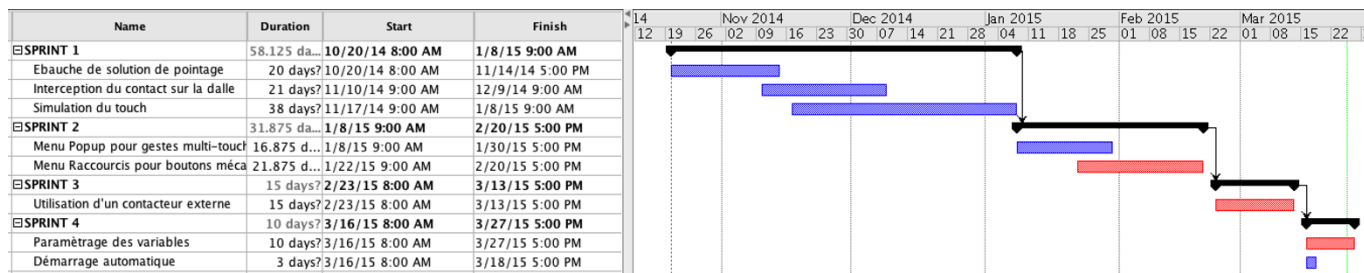 Name Duration Start Finish
14 Nov 2014 Dec 2014 Jan 2015 Feb 2015 Mar 2015
12 19 26 02 09 16 23 30 07 14 21 28 04 11 18 25 01 08 15 22 01 08 15 22
SPRINT 1 58.125 da... 10/20/14 8:00 AM 1/8/15 9:00 AM
Ebauche de solution de pointage 20 days? 10/20/14 8:00 AM 11/14/14 5:00 PM
Interception du contact sur la dalle 21 days? 11/10/14 9:00 AM 12/9/14 9:00 AM
Simulation du touch 38 days? 11/17/14 9:00 AM 1/8/15 9:00 AM
SPRINT 2 31.875 da... 1/8/15 9:00 AM 2/20/15 5:00 PM
Menu Popup pour gestes multi-touch 16.875 d... 1/8/15 9:00 AM 1/30/15 5:00 PM
Menu Raccourcis pour boutons méca 21.875 d... 1/22/15 9:00 AM 2/20/15 5:00 PM
SPRINT 3 15 days? 2/23/15 8:00 AM 3/13/15 5:00 PM
Utilisation d'un contacteur externe 15 days? 2/23/15 8:00 AM 3/13/15 5:00 PM
SPRINT 4 10 days? 3/16/15 8:00 AM 3/27/15 5:00 PM
Paramètrage des variables 10 days? 3/16/15 8:00 AM 3/27/15 5:00 PM
Démarrage automatique 3 days? 3/16/15 8:00 AM 3/18/15 5:00 PM